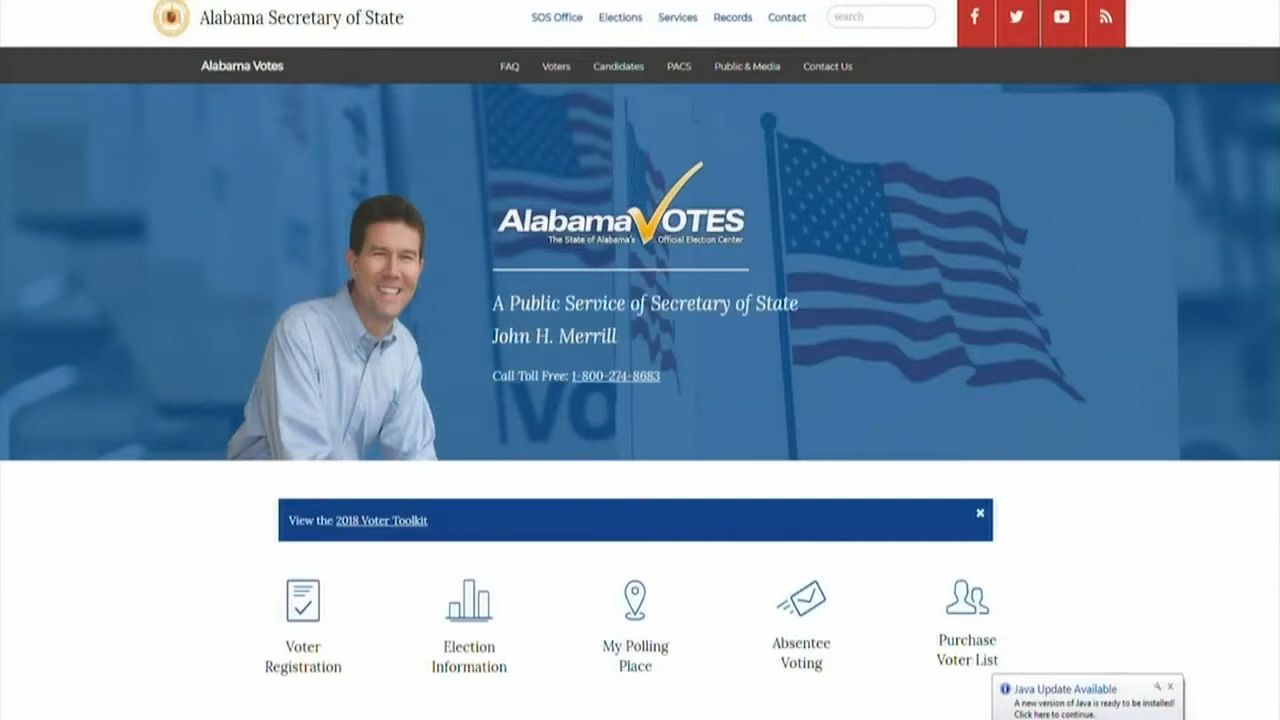 Alabama Secretary of State
SOS Office Elections Services Records Contact search
Alabama Votes
FAQ Voters Candidates PACS Public & Media Contact Us
AlabamaVOTES
The State of Alabama's Official Election Center
A Public Service of Secretary of State
John H. Merrill
Call Toll Free: 1-800-274-8683
VO
View the 2018 Voter Toolkit
Voter
Registration
Election
Information
My Polling
Place
Absentee
Voting
Purchase
Voter List
Java Update Available
A new version of Java is ready to be installed!
Click here to continue.